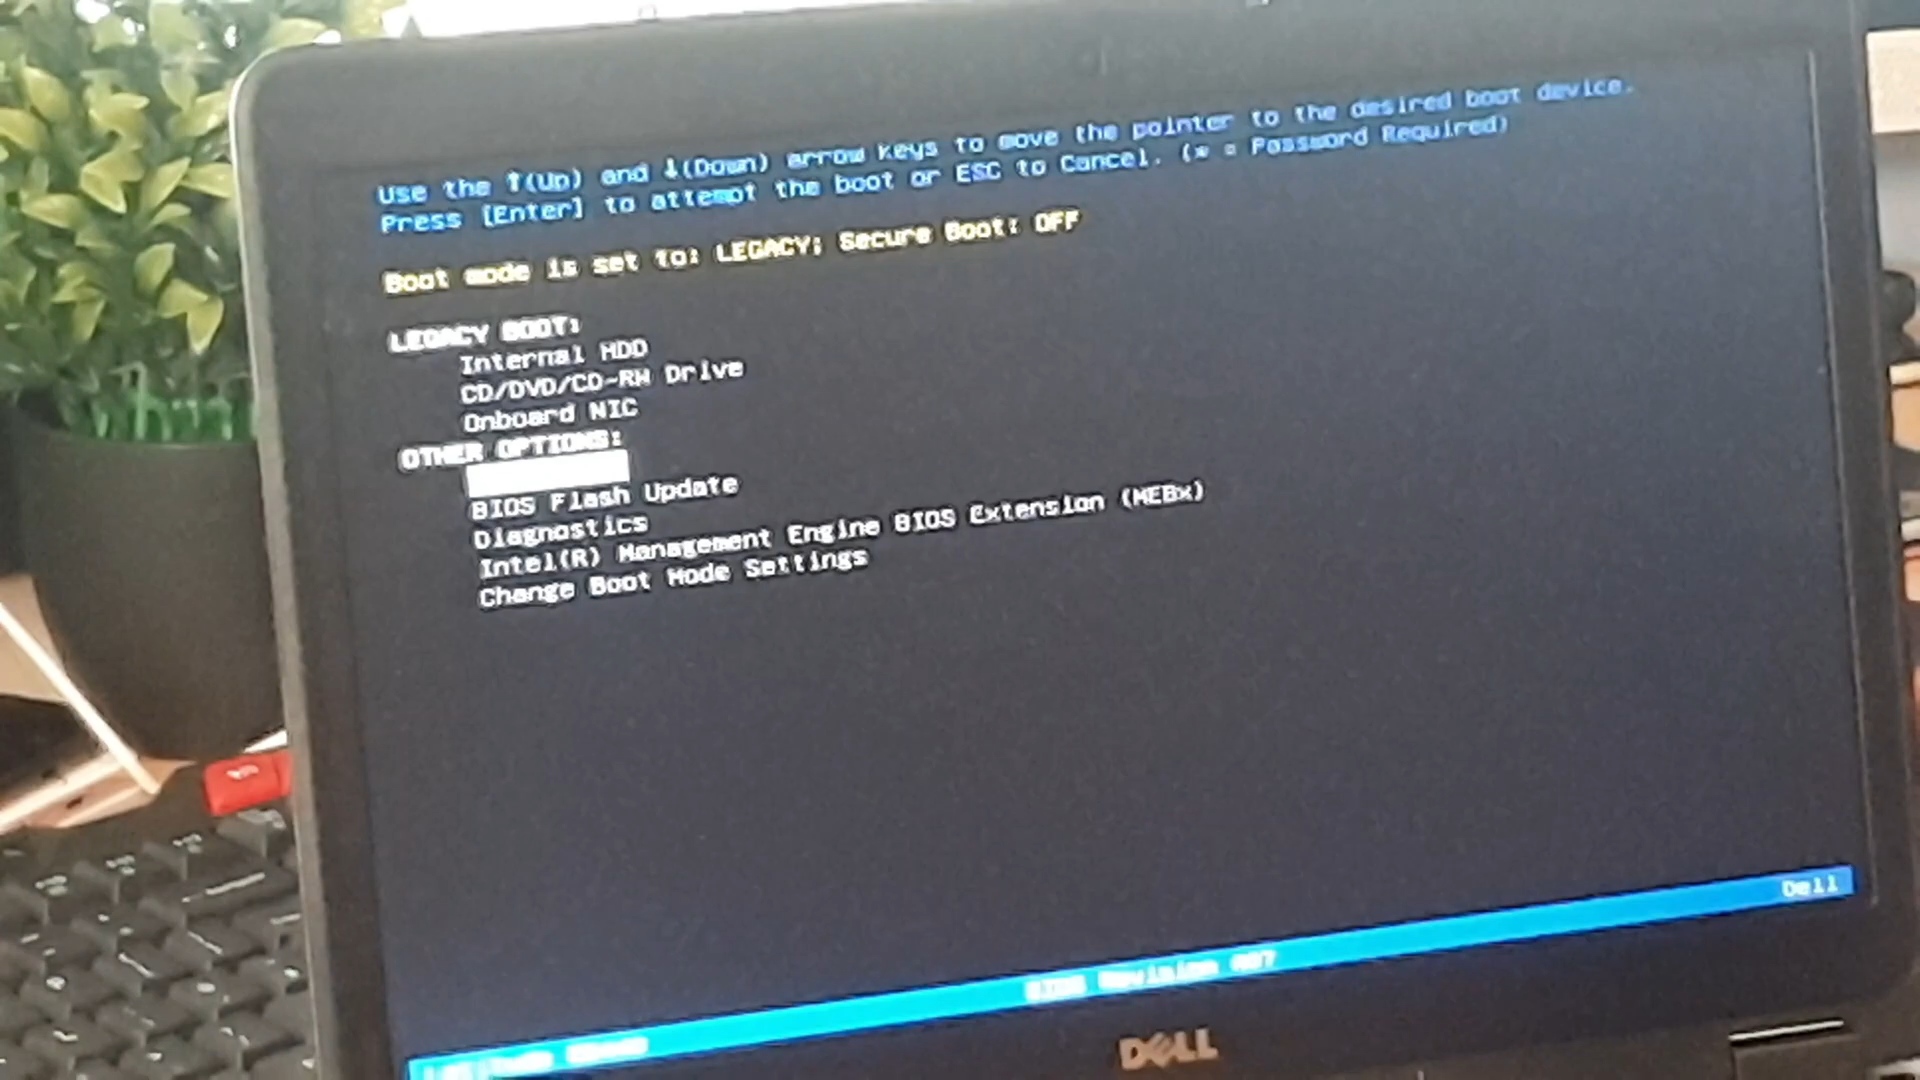 Use the ↑(Up) and ↓(Down) arrow keys to move the pointer to the desired boot device.
Press [Enter] to attempt the boot or ESC to Cancel. (* = Password Required)
Boot mode is set to: LEGACY; Secure Boot: OFF
LEGACY BOOT:
Internal HDD
CD/DVD/CD-RW Drive
Onboard NIC
OTHER OPTIONS:
BIOS Flash Update
Diagnostics
Intel(R) Management Engine BIOS Extension (MEBx)
Change Boot Mode Settings
Dell
BIOS Revision
DELL